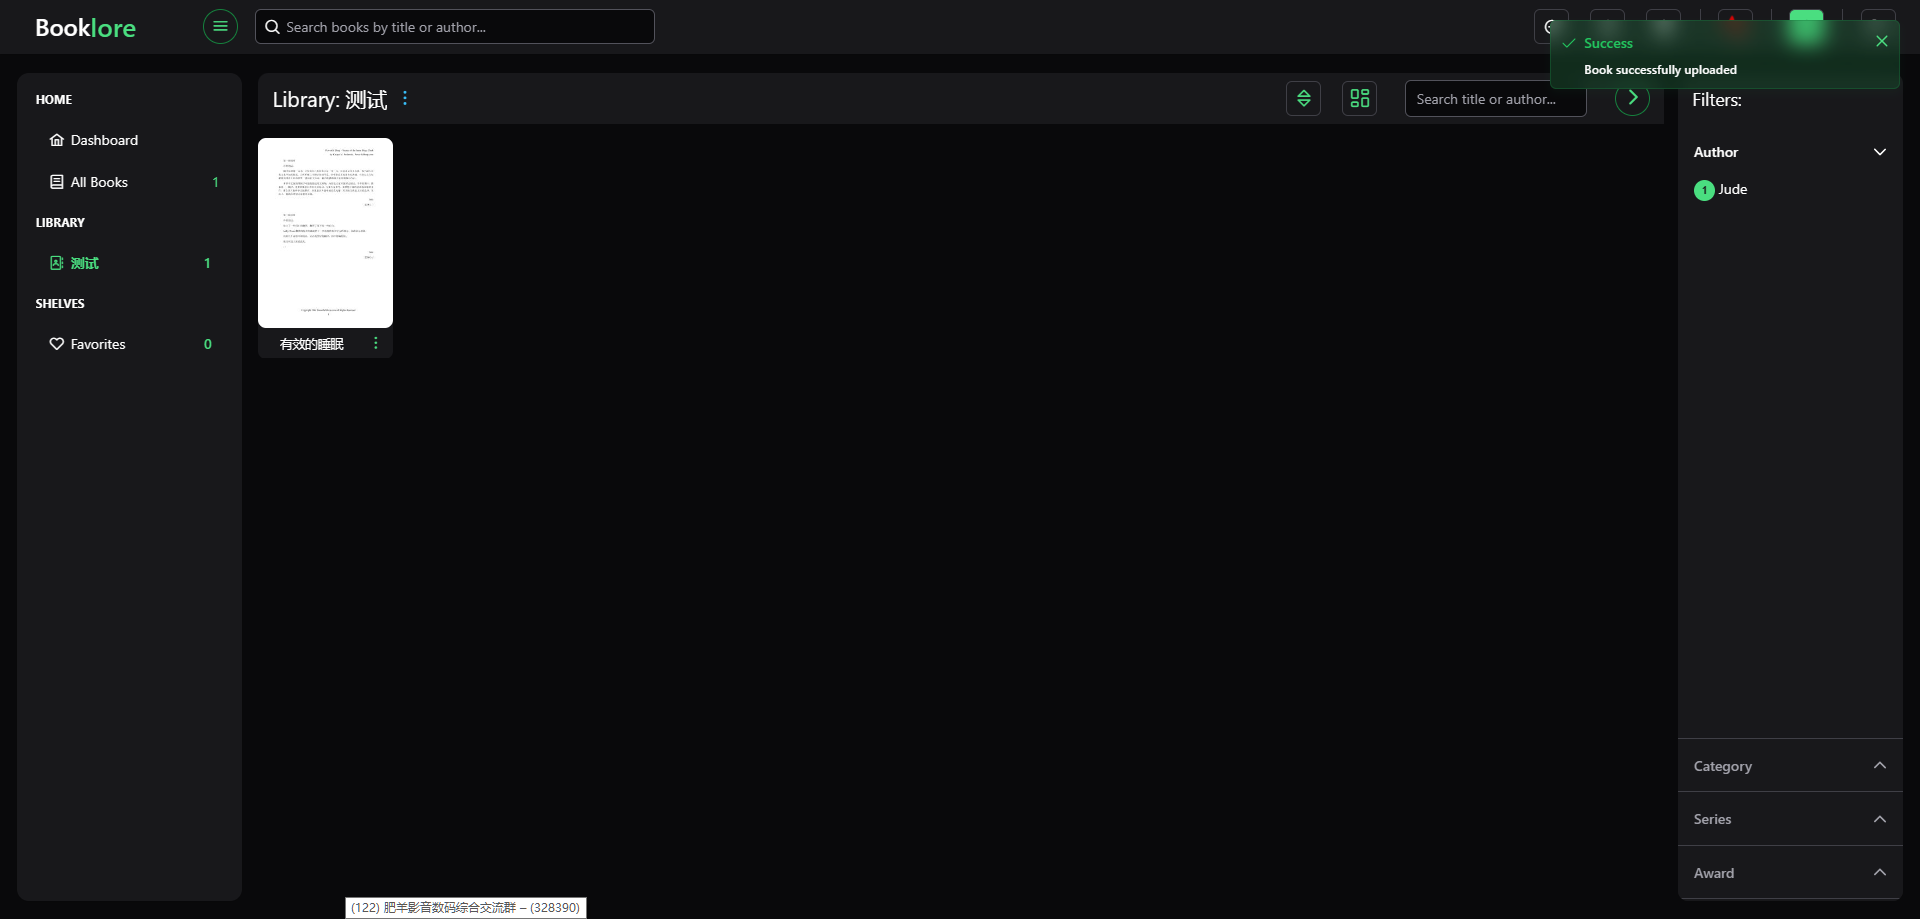 Booklore
Search books by title or author...
Success
Book successfully uploaded
HOME
Dashboard
All Books 1
LIBRARY
测试 1
SHELVES
Favorites 0
Library: 测试
Search title or author...
有效的睡眠
Filters:
Author
1 Jude
Category
Series
Award
(122) 肥羊影音数码综合交流群 – (328390)